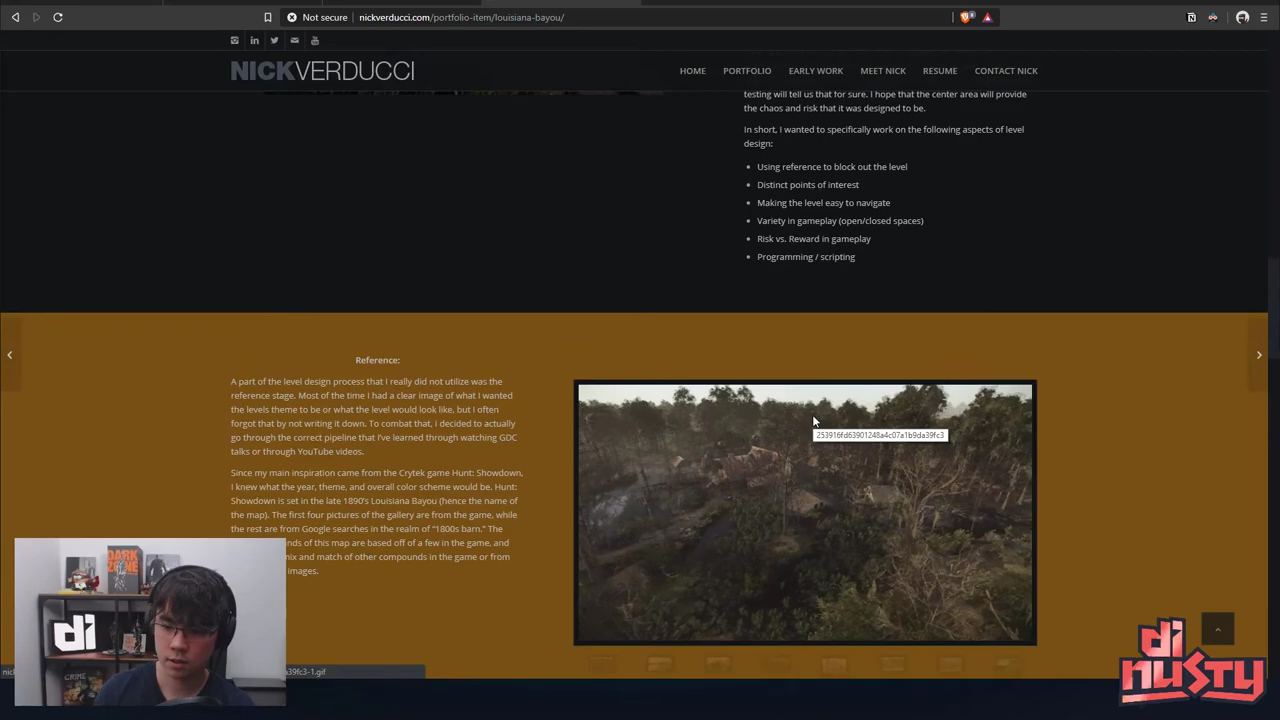 Not secure | nickverducci.com/portfolio-item/louisiana-bayou/
NICKVERDUCCI
HOME PORTFOLIO EARLY WORK MEET NICK RESUME CONTACT NICK
testing will tell us that for sure. I hope that the center area will provide
the chaos and risk that it was designed to be.
In short, I wanted to specifically work on the following aspects of level
design:
Using reference to block out the level
Distinct points of interest
Making the level easy to navigate
Variety in gameplay (open/closed spaces)
Risk vs. Reward in gameplay
Programming / scripting
Reference:
A part of the level design process that I really did not utilize was the
reference stage. Most of the time I had a clear image of what I wanted
the levels theme to be or what the level would look like, but I often
forgot that by not writing it down. To combat that, i decided to actually
go through the correct pipeline that I've learned through watching GDC
talks or through YouTube videos.
Since my main inspiration came from the Crytek game Hunt: Showdown,
I knew what the year, theme, and overall color scheme would be. Hunt:
Showdown is set in the late 1890's Louisiana Bayou (hence the name of
the map). The first four pictures of the gallery are from the game, while
the rest are from Google searches in the realm of "1800s barn." The
nds of this map are based off of a few in the game, and
mix and match of other compounds in the game or from
images.
253916fd63901248a4c07a1b9da39fc3
nick
a39fc3-1.gif
DARK
ZONE
di
CRIME
di
NUSTY